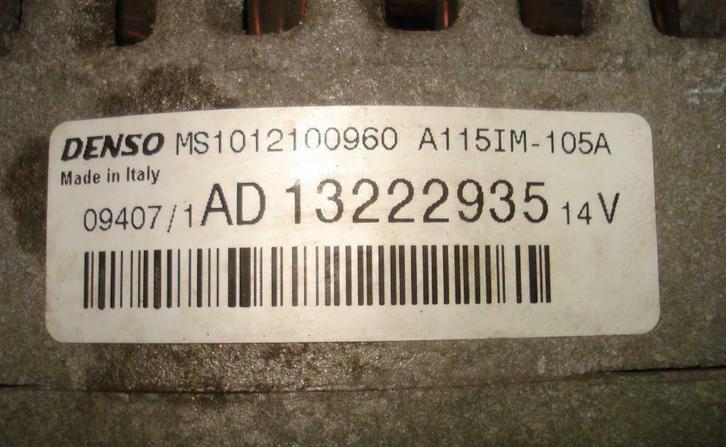 DENSO MS1012100960 A115IM-105A
Made in Italy
09407/1 AD 13222935 14V